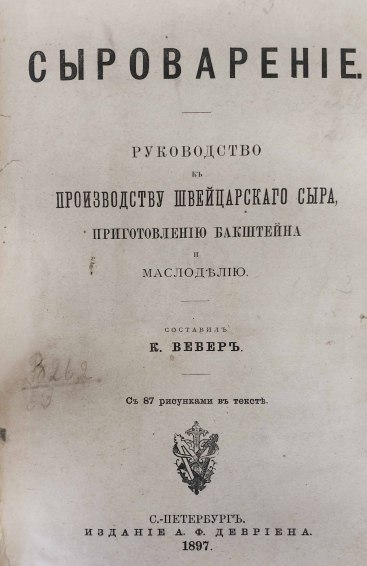 СЫРОВАРЕНІЕ.
РУКОВОДСТВО
КЪ
ПРОИЗВОДСТВУ ШВЕЙЦАРСКАГО СЫРА,
ПРИГОТОВЛЕНІЮ БАКШТЕЙНА
И
МАСЛОДѢЛІЮ.
СОСТАВИЛЪ
К. ВЕБЕРЪ.
Съ 87 рисунками въ текстѣ.
С.-ПЕТЕРБУРГЪ.
ИЗДАНІЕ А. Ф. ДЕВРІЕНА.
1897.